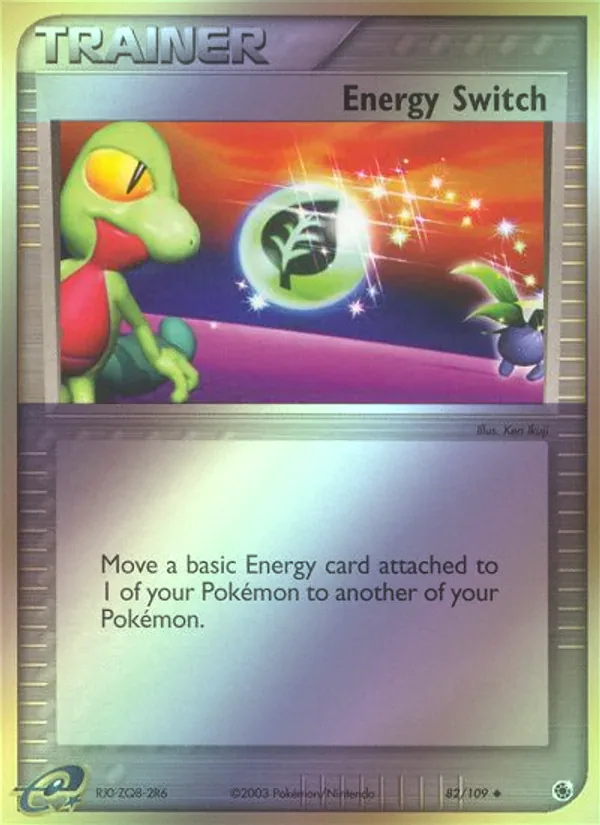 TRAINER
Energy Switch
Illus. Ken Ikuji
Move a basic Energy card attached to
1 of your Pokémon to another of your
Pokémon.
e
RJ0-ZQ8-2R6 ©2003 Pokémon/Nintendo 82/109 ◆